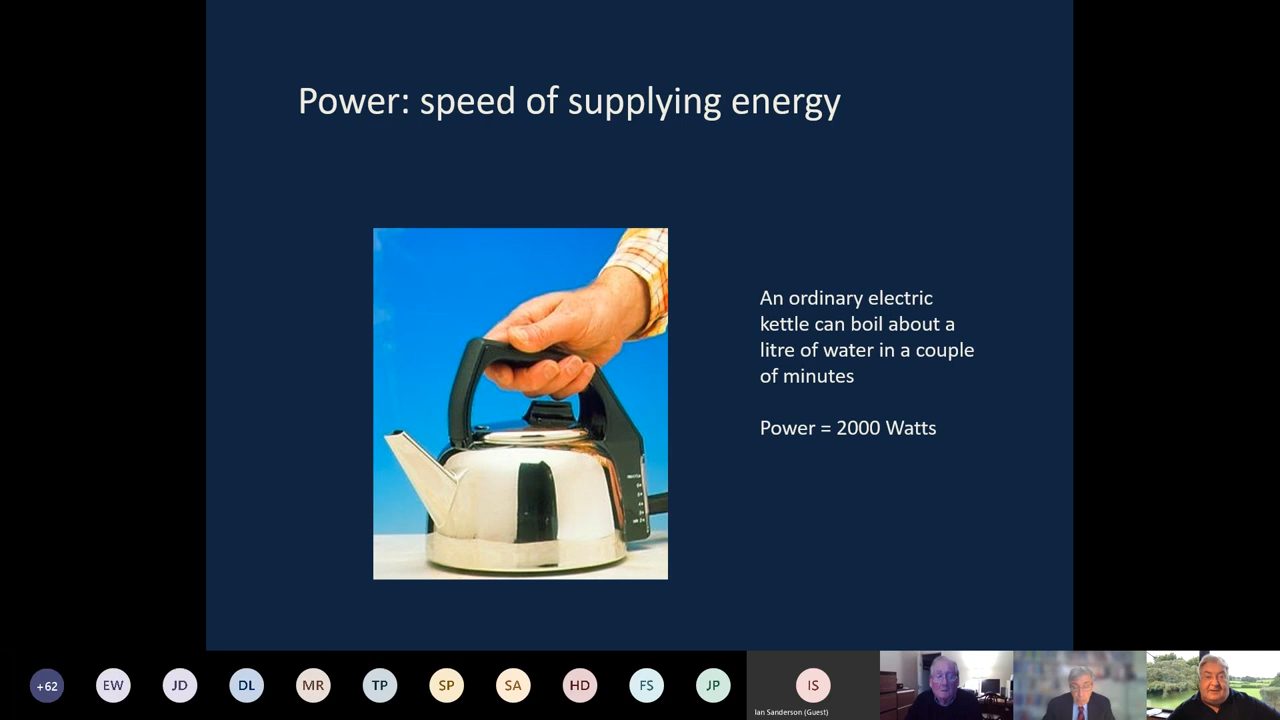 Power: speed of supplying energy
An ordinary electric
kettle can boil about a
litre of water in a couple
of minutes
Power = 2000 Watts
+62
EW
JD
DL
MR
TP
SP
SA
HD
FS
JP
IS
Ian Sanderson (Guest)